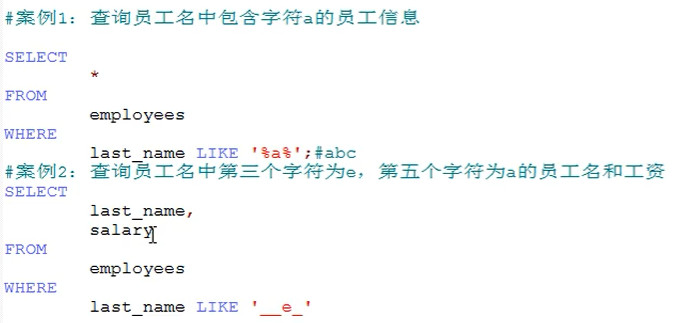 #案例1：查询员工名中包含字符a的员工信息
SELECT
*
FROM
employees
WHERE
last_name LIKE '%a%';#abc
#案例2：查询员工名中第三个字符为e，第五个字符为a的员工名和工资
SELECT
last_name,
salary
FROM
employees
WHERE
last_name LIKE '__e_'